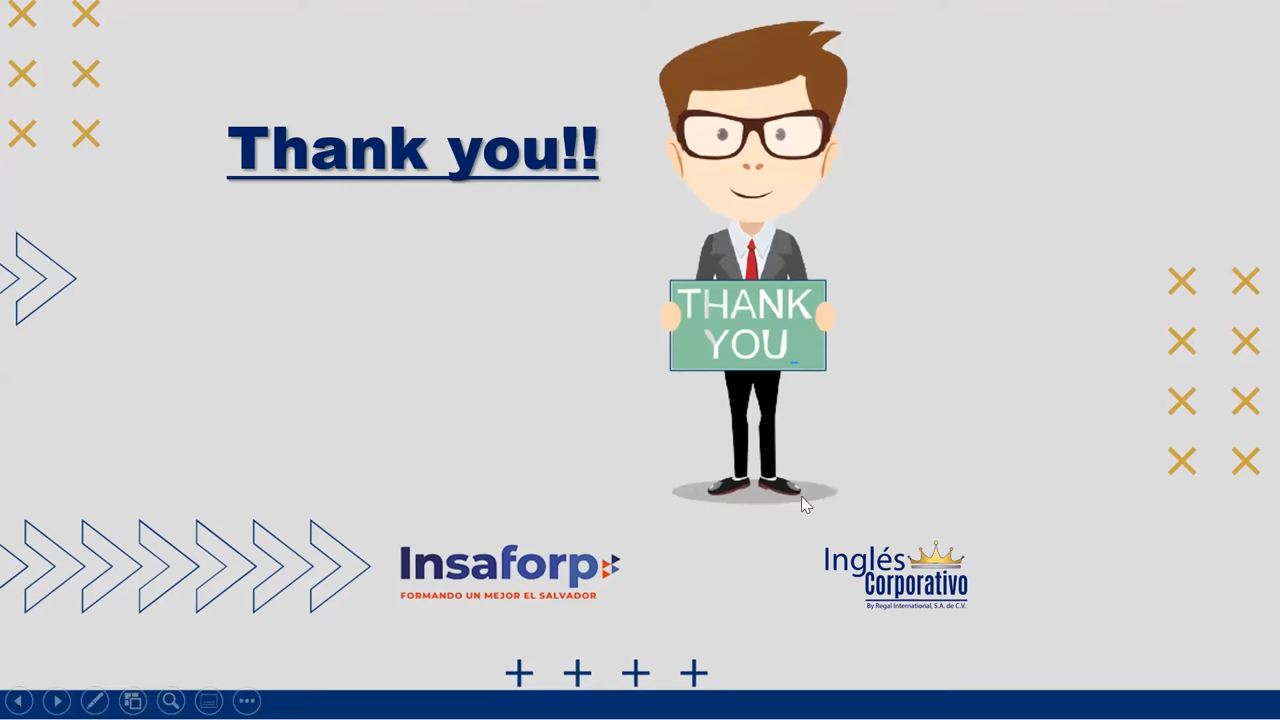 Thank you!!
THANK
YOU
Insaforp
FORMANDO UN MEJOR EL SALVADOR
Inglés
Corporativo
By Regal International, S.A. de C.V.